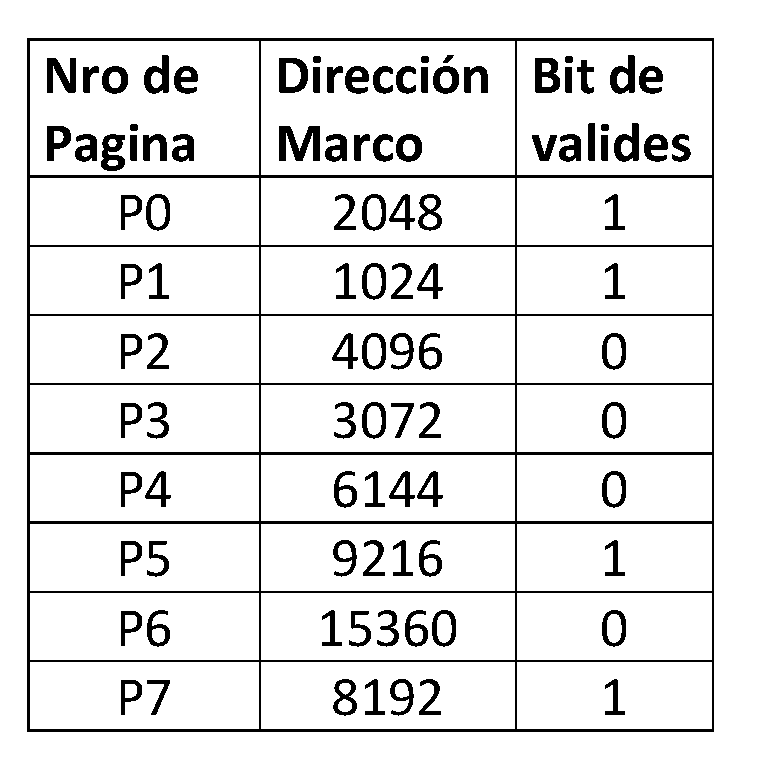 Nro de Pagina Dirección Marco Bit de valides
P0 2048 1
P1 1024 1
P2 4096 0
P3 3072 0
P4 6144 0
P5 9216 1
P6 15360 0
P7 8192 1